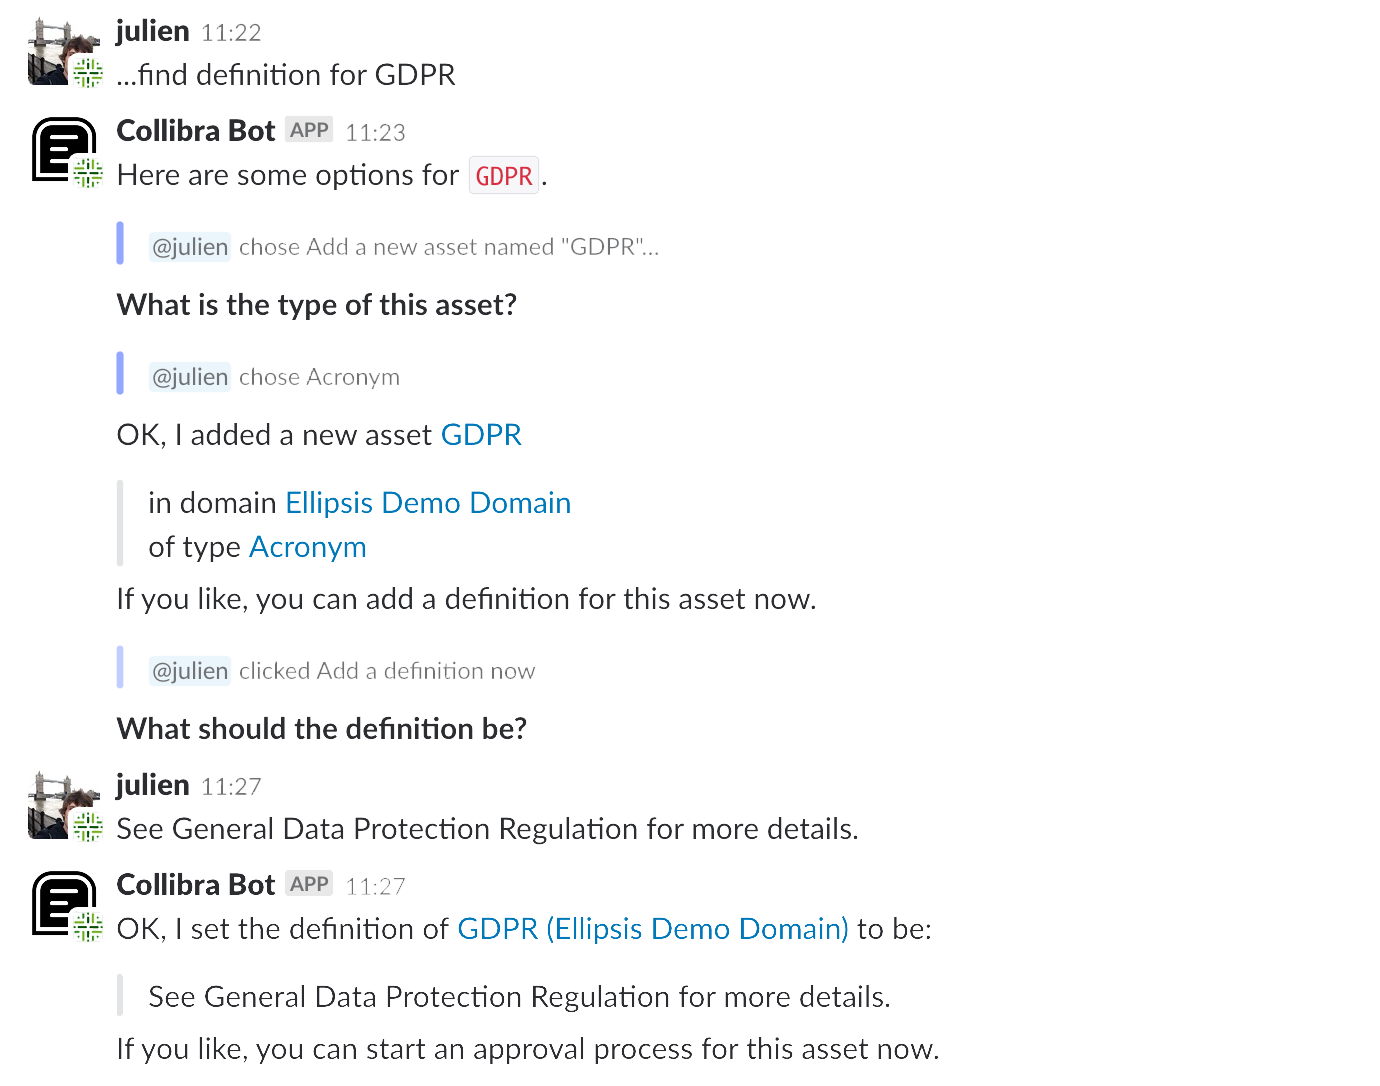 julien 11:22
...find definition for GDPR
Collibra Bot APP 11:23
Here are some options for GDPR.
@julien chose Add a new asset named "GDPR"...
What is the type of this asset?
@julien chose Acronym
OK, I added a new asset GDPR
in domain Ellipsis Demo Domain
of type Acronym
If you like, you can add a definition for this asset now.
@julien clicked Add a definition now
What should the definition be?
julien 11:27
See General Data Protection Regulation for more details.
Collibra Bot APP 11:27
OK, I set the definition of GDPR (Ellipsis Demo Domain) to be:
See General Data Protection Regulation for more details.
If you like, you can start an approval process for this asset now.